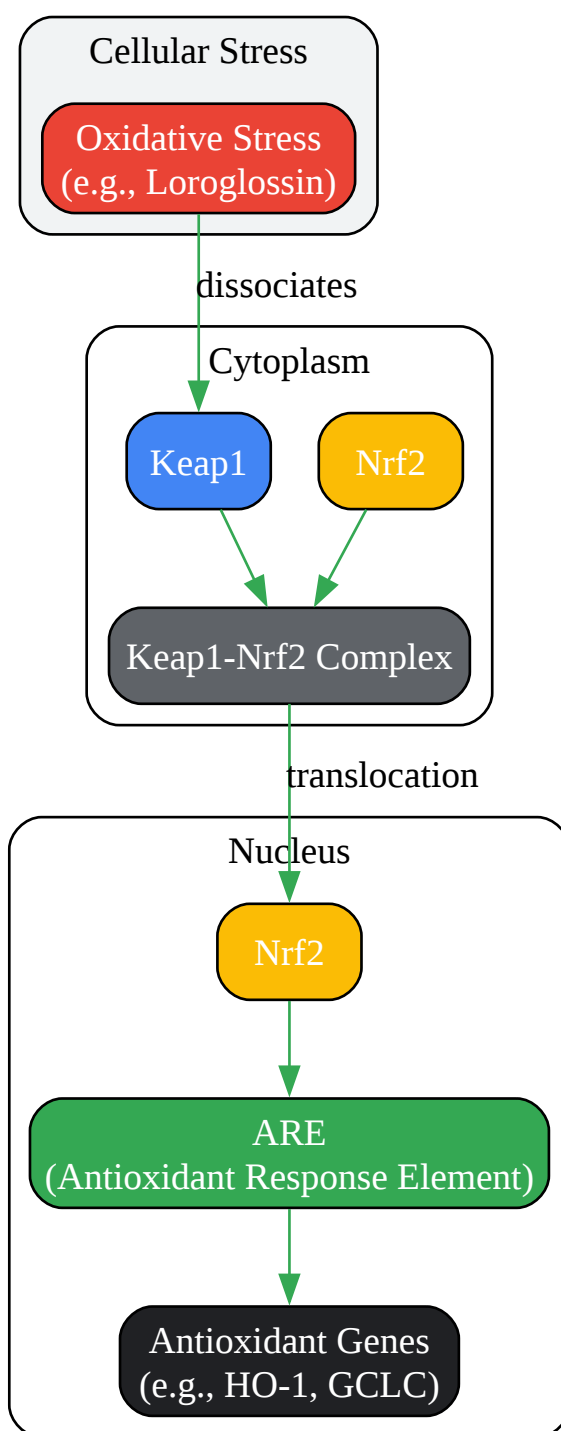 Cellular Stress
Oxidative Stress
(e.g., Loroglossin)
dissociates
Cytoplasm
Keap1
Nrf2
Keap1-Nrf2 Complex
translocation
Nucleus
Nrf2
ARE
(Antioxidant Response Element)
Antioxidant Genes
(e.g., HO-1, GCLC)